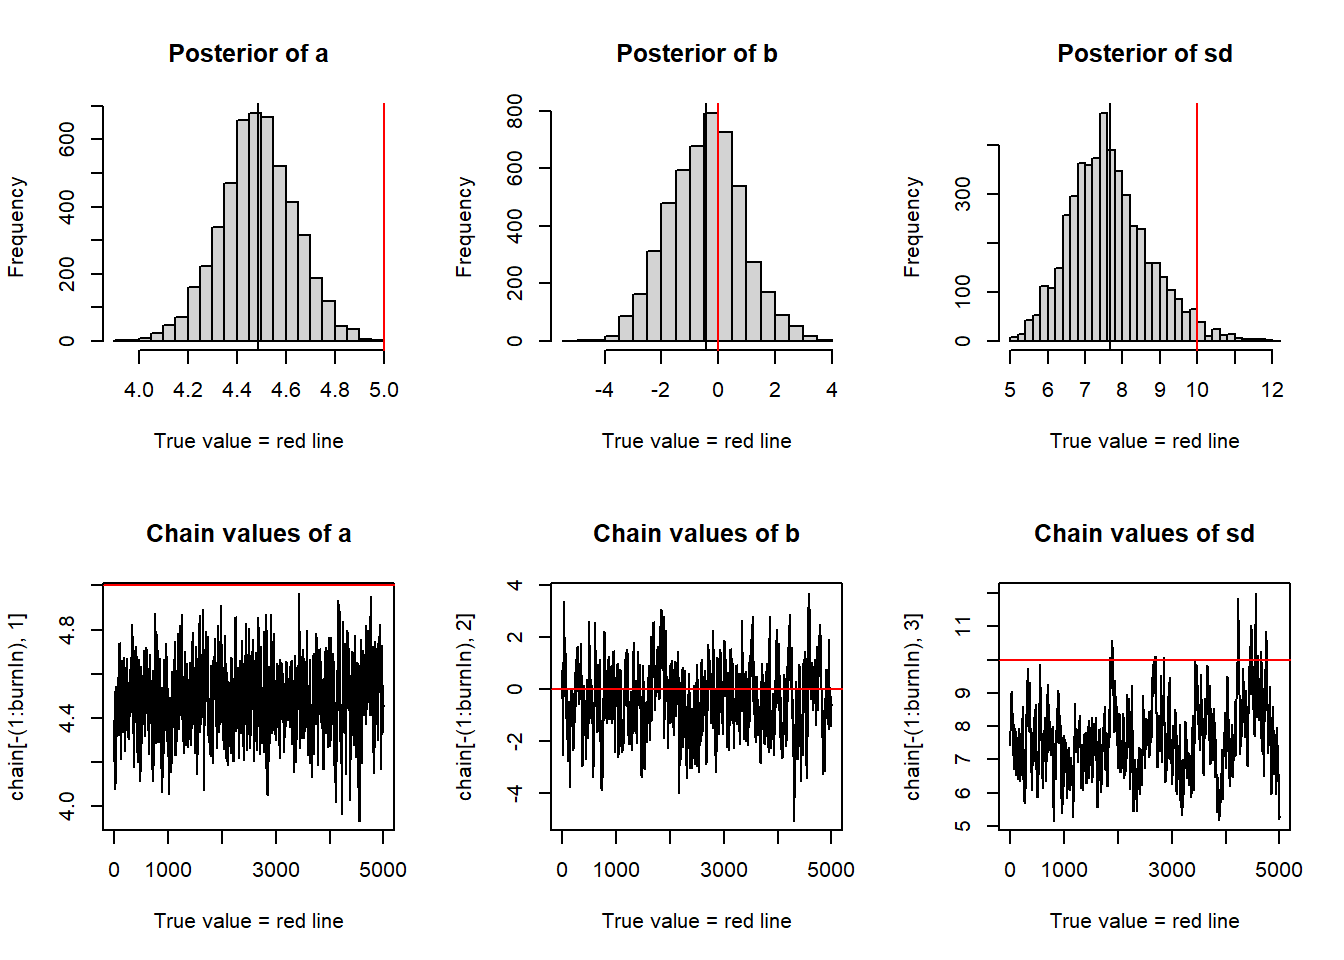 Posterior of a
Frequency
0 200 400 600
4.0 4.2 4.4 4.6 4.8 5.0
True value = red line
Posterior of b
Frequency
0 200 400 600 800
-4 -2 0 2 4
True value = red line
Posterior of sd
Frequency
0 100 300
5 6 7 8 9 10 12
True value = red line
Chain values of a
chain[-(1:burnIn), 1]
4.0 4.4 4.8
0 1000 3000 5000
True value = red line
Chain values of b
chain[-(1:burnIn), 2]
-4 -2 0 2 4
0 1000 3000 5000
True value = red line
Chain values of sd
chain[-(1:burnIn), 3]
5 6 7 8 9 11
0 1000 3000 5000
True value = red line